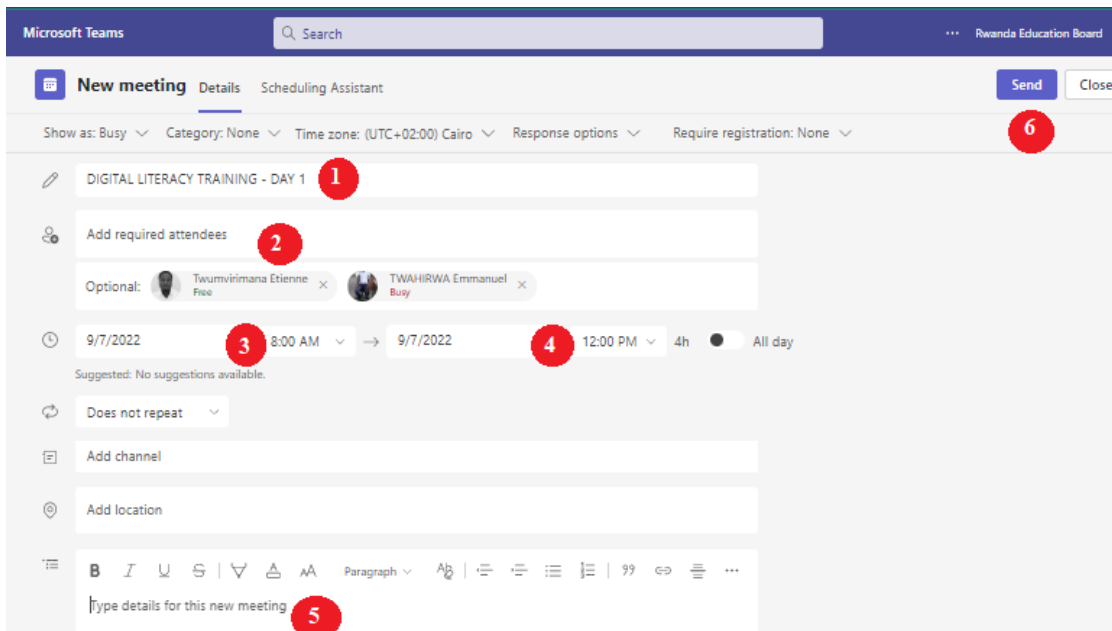 Microsoft Teams Search ... Rwanda Education Board
New meeting Details Scheduling Assistant Send Close
Show as: Busy Category: None Time zone: (UTC+02:00) Cairo Response options Require registration: None 6
DIGITAL LITERACY TRAINING - DAY 1 1
Add required attendees 2
Optional: Twumvirimana Etienne TWAHIRWA Emmanuel
Free Busy
9/7/2022 3 8:00 AM → 9/7/2022 4 12:00 PM 4h All day
Suggested: No suggestions available.
Does not repeat
Add channel
Add location
B I U S A AA Paragraph Ab 99 ...
Type details for this new meeting 5